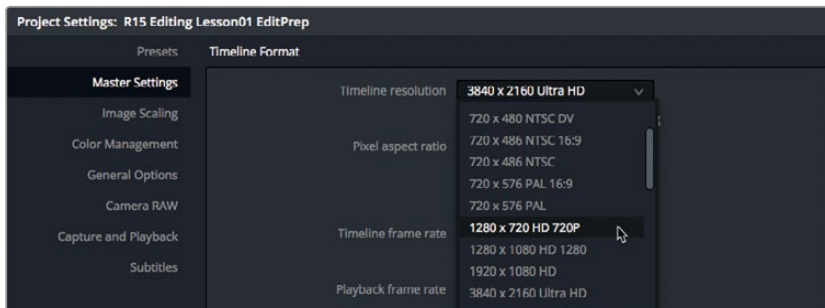 Project Settings: R15 Editing Lesson01 EditPrep
Presets
Master Settings
Image Scaling
Color Management
General Options
Camera RAW
Capture and Playback
Subtitles
Timeline Format
Timeline resolution
3840 x 2160 Ultra HD
720 x 480 NTSC DV
720 x 486 NTSC 16:9
720 x 486 NTSC
720 x 576 PAL 16:9
720 x 576 PAL
1280 x 720 HD 720P
1280 x 1080 HD 1280
1920 x 1080 HD
3840 x 2160 Ultra HD
Pixel aspect ratio
Timeline frame rate
Playback frame rate